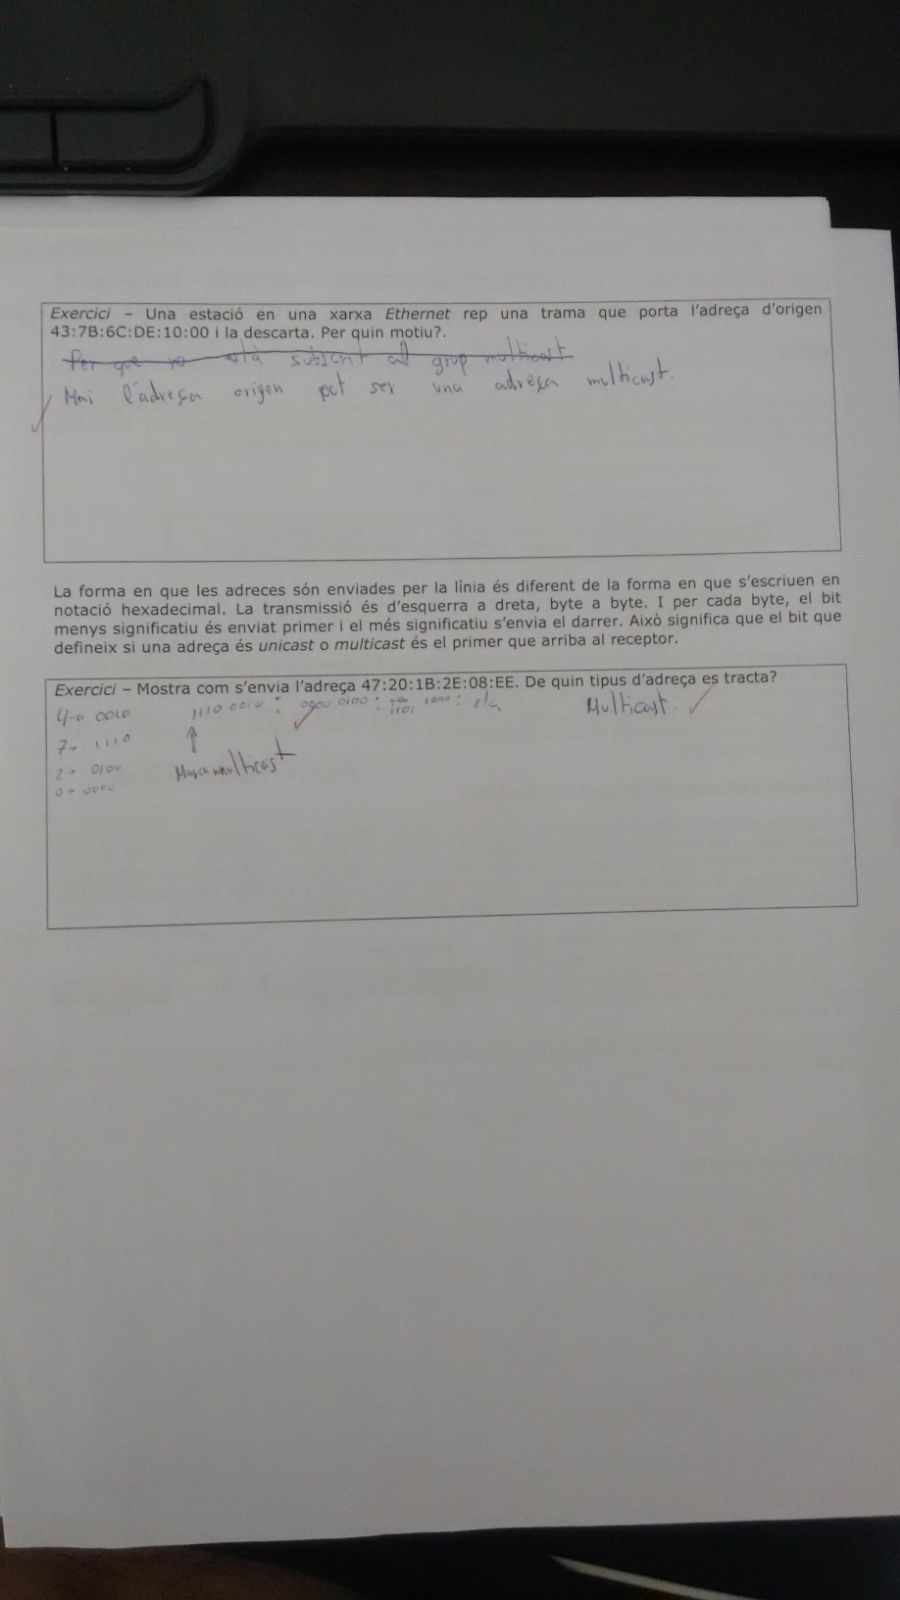 Exercici – Una estació en una xarxa Ethernet rep una trama que porta l'adreça d'origen
43:7B:6C:DE:10:00 i la descarta. Per quin motiu?.
Per que no està subscrit al grup multicast
Mai l'adreça origen pot ser una adreça multicast.
La forma en que les adreces són enviades per la línia és diferent de la forma en que s'escriuen en
notació hexadecimal. La transmissió és d'esquerra a dreta, byte a byte. I per cada byte, el bit
menys significatiu és enviat primer i el més significatiu s'envia el darrer. Això significa que el bit que
defineix si una adreça és unicast o multicast és el primer que arriba al receptor.
Exercici – Mostra com s'envia l'adreça 47:20:1B:2E:08:EE. De quin tipus d'adreça es tracta?
4→ 0010 1110 0010 : 0000 0100 : 1101 1000 : etc. Multicast.
7→ 1110
2→ 0100 Marca multicast
0→ 0000